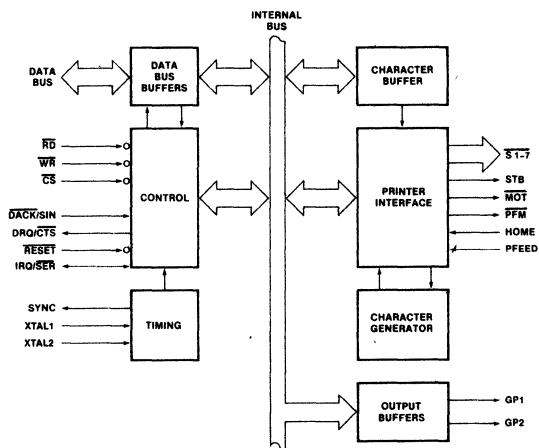 INTERNAL
BUS
DATA
BUS
DATA
BUS
BUFFERS
CHARACTER
BUFFER
RD
WR
CS
DACK/SIN
DRQ/CTS
RESET
IRQ/SER
CONTROL
PRINTER
INTERFACE
S 1-7
STB
MOT
PFM
HOME
PFEED
SYNC
XTAL1
XTAL2
TIMING
CHARACTER
GENERATOR
OUTPUT
BUFFERS
GP1
GP2